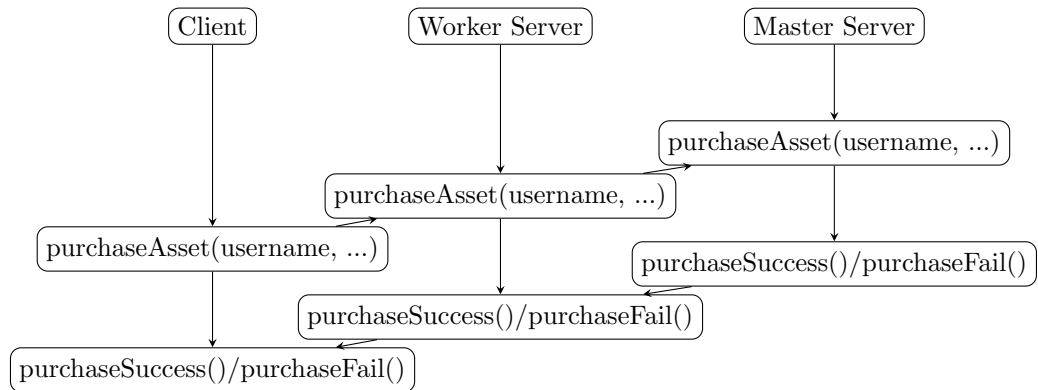 Client
Worker Server
Master Server
purchaseAsset(username, ...)
purchaseAsset(username, ...)
purchaseAsset(username, ...)
purchaseSuccess()/purchaseFail()
purchaseSuccess()/purchaseFail()
purchaseSuccess()/purchaseFail()